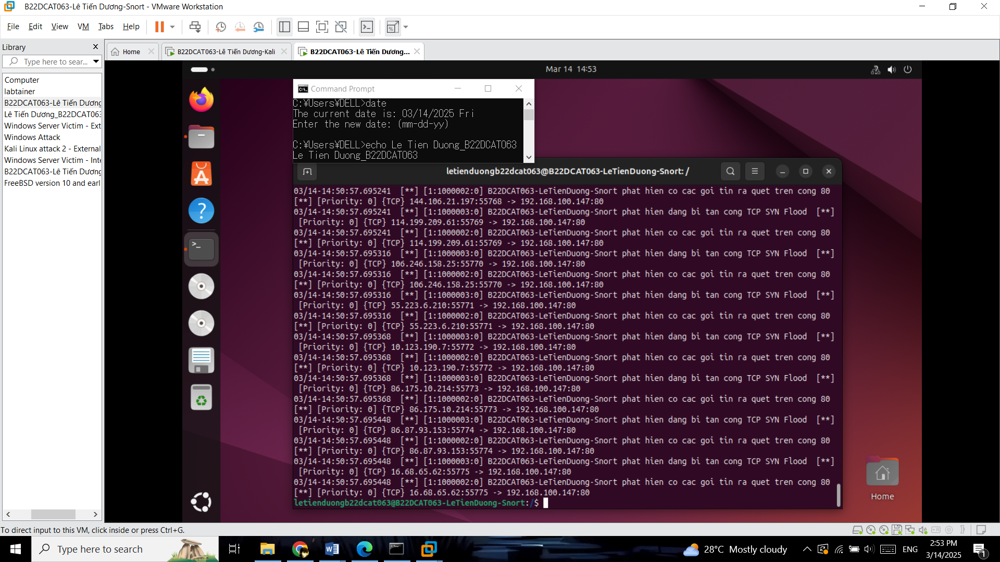 B22DCAT063-Lê Tiến Dương-Snort - VMware Workstation
File Edit View VM Tabs Help
Library
Type here to sear...
Computer
labtainer
B22DCAT063-Lê Tiến Dương
Lê Tiến Dương_B22DCAT063
Windows Server Victim - Ext
Windows Attack
Kali Linux attack 2 - External
Windows Server Victim - Inte
B22DCAT063-Lê Tiến Dương
FreeBSD version 10 and earl
Home
B22DCAT063-Lê Tiến Dương-Kali
B22DCAT063-Lê Tiến Dương...
Mar 14 14:53
Command Prompt
C:¥Users¥DELL>date
The current date is: 03/14/2025 Fri
Enter the new date: (mm-dd-yy)
C:¥Users¥DELL>echo Le Tien Duong_B22DCAT063
Le Tien Duong_B22DCAT063
letienduongb22dcat063@B22DCAT063-LeTienDuong-Snort: /
03/14-14:50:57.695241 [**] [1:1000002:0] B22DCAT063-LeTienDuong-Snort phat hien co cac goi tin ra quet tren cong 80
[**] [Priority: 0] {TCP} 144.106.21.197:55768 -> 192.168.100.147:80
03/14-14:50:57.695241 [**] [1:1000003:0] B22DCAT063-LeTienDuong-Snort phat hien dang bi tan cong TCP SYN Flood [**]
[Priority: 0] {TCP} 114.199.209.61:55769 -> 192.168.100.147:80
03/14-14:50:57.695241 [**] [1:1000002:0] B22DCAT063-LeTienDuong-Snort phat hien co cac goi tin ra quet tren cong 80
[**] [Priority: 0] {TCP} 114.199.209.61:55769 -> 192.168.100.147:80
03/14-14:50:57.695316 [**] [1:1000003:0] B22DCAT063-LeTienDuong-Snort phat hien dang bi tan cong TCP SYN Flood [**]
[Priority: 0] {TCP} 106.246.158.25:55770 -> 192.168.100.147:80
03/14-14:50:57.695316 [**] [1:1000002:0] B22DCAT063-LeTienDuong-Snort phat hien co cac goi tin ra quet tren cong 80
[**] [Priority: 0] {TCP} 106.246.158.25:55770 -> 192.168.100.147:80
03/14-14:50:57.695316 [**] [1:1000003:0] B22DCAT063-LeTienDuong-Snort phat hien dang bi tan cong TCP SYN Flood [**]
[Priority: 0] {TCP} 55.223.6.210:55771 -> 192.168.100.147:80
03/14-14:50:57.695316 [**] [1:1000002:0] B22DCAT063-LeTienDuong-Snort phat hien co cac goi tin ra quet tren cong 80
[**] [Priority: 0] {TCP} 55.223.6.210:55771 -> 192.168.100.147:80
03/14-14:50:57.695368 [**] [1:1000003:0] B22DCAT063-LeTienDuong-Snort phat hien dang bi tan cong TCP SYN Flood [**]
[Priority: 0] {TCP} 10.123.190.7:55772 -> 192.168.100.147:80
03/14-14:50:57.695368 [**] [1:1000002:0] B22DCAT063-LeTienDuong-Snort phat hien co cac goi tin ra quet tren cong 80
[**] [Priority: 0] {TCP} 10.123.190.7:55772 -> 192.168.100.147:80
03/14-14:50:57.695368 [**] [1:1000003:0] B22DCAT063-LeTienDuong-Snort phat hien dang bi tan cong TCP SYN Flood [**]
[Priority: 0] {TCP} 86.175.10.214:55773 -> 192.168.100.147:80
03/14-14:50:57.695368 [**] [1:1000002:0] B22DCAT063-LeTienDuong-Snort phat hien co cac goi tin ra quet tren cong 80
[**] [Priority: 0] {TCP} 86.175.10.214:55773 -> 192.168.100.147:80
03/14-14:50:57.695448 [**] [1:1000003:0] B22DCAT063-LeTienDuong-Snort phat hien dang bi tan cong TCP SYN Flood [**]
[Priority: 0] {TCP} 86.87.93.153:55774 -> 192.168.100.147:80
03/14-14:50:57.695448 [**] [1:1000002:0] B22DCAT063-LeTienDuong-Snort phat hien co cac goi tin ra quet tren cong 80
[**] [Priority: 0] {TCP} 86.87.93.153:55774 -> 192.168.100.147:80
03/14-14:50:57.695448 [**] [1:1000003:0] B22DCAT063-LeTienDuong-Snort phat hien dang bi tan cong TCP SYN Flood [**]
[Priority: 0] {TCP} 16.68.65.62:55775 -> 192.168.100.147:80
03/14-14:50:57.695448 [**] [1:1000002:0] B22DCAT063-LeTienDuong-Snort phat hien co cac goi tin ra quet tren cong 80
[**] [Priority: 0] {TCP} 16.68.65.62:55775 -> 192.168.100.147:80
letienduongb22dcat063@B22DCAT063-LeTienDuong-Snort:/$
Home
To direct input to this VM, click inside or press Ctrl+G.
Type here to search
28°C Mostly cloudy
ENG
2:53 PM
3/14/2025
1